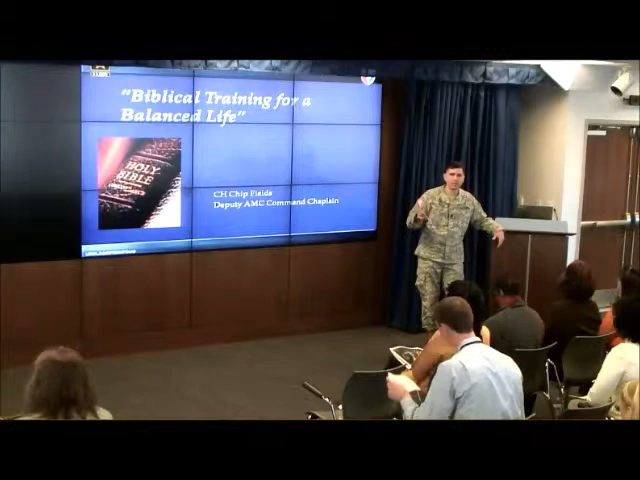 "Biblical Training for a
Balanced Life"
HOLY
BIBLE
CH Chip Fields
Deputy AMC Command Chaplain